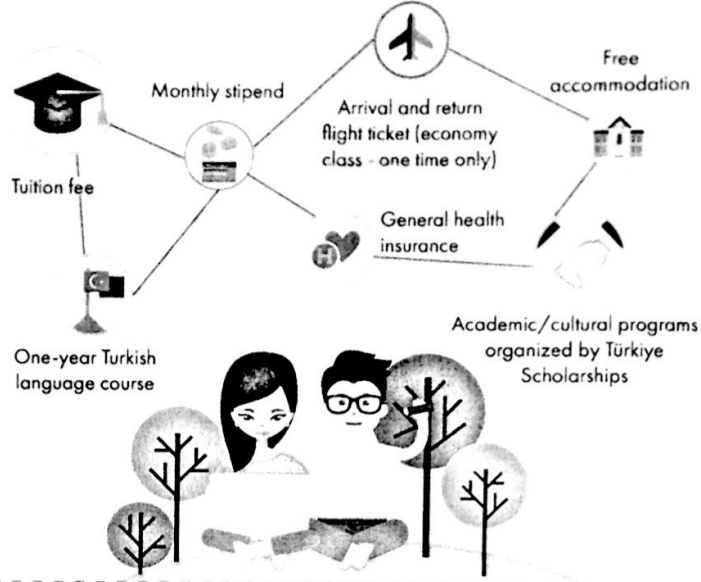 Monthly stipend
Free
accommodation
Arrival and return
flight ticket (economy
class - one time only)
Tuition fee
General health
insurance
H
Academic/cultural programs
organized by Türkiye
Scholarships
One-year Turkish
language course